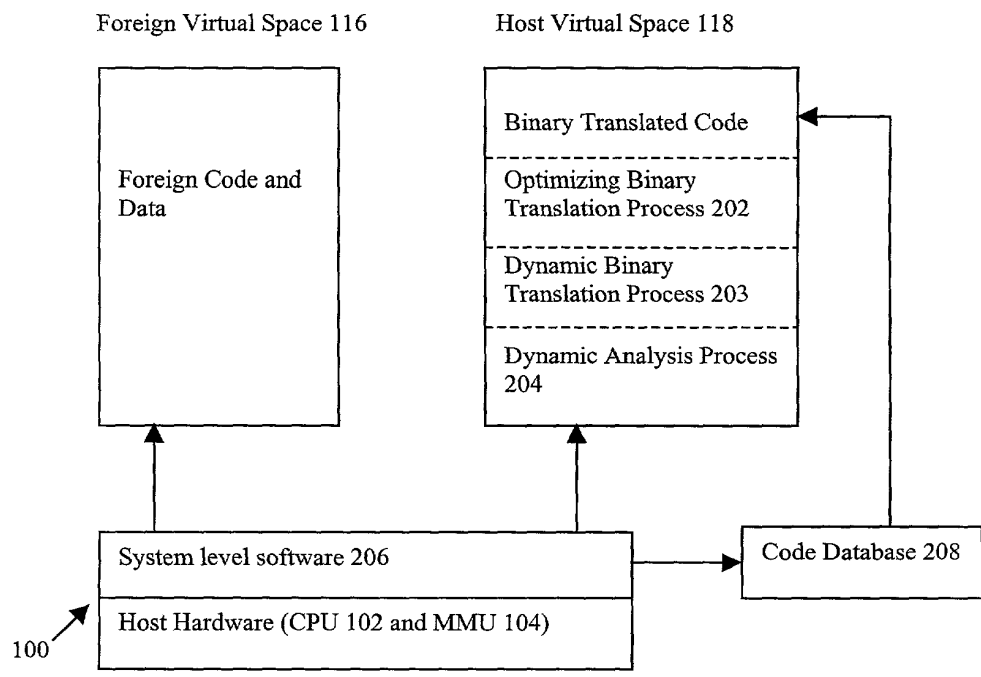 Foreign Virtual Space 116
Host Virtual Space 118
Foreign Code and
Data
Binary Translated Code
Optimizing Binary
Translation Process 202
Dynamic Binary
Translation Process 203
Dynamic Analysis Process
204
System level software 206
Code Database 208
Host Hardware (CPU 102 and MMU 104)
100